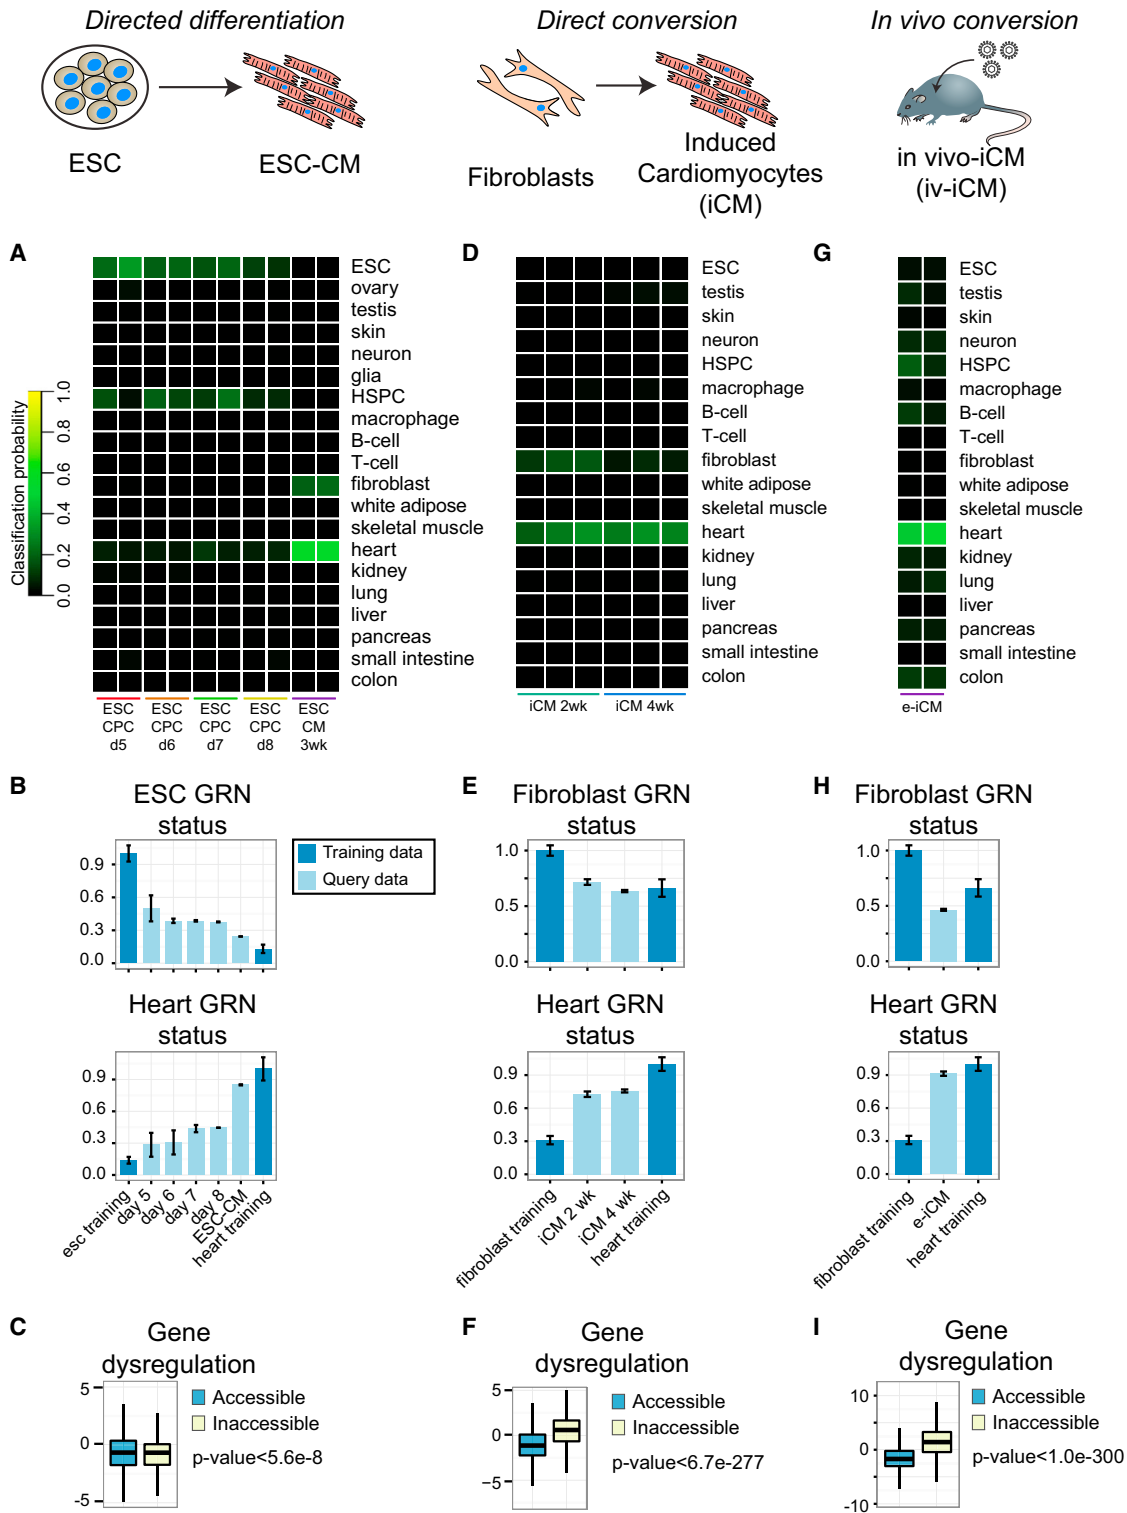 Directed differentiation
Direct conversion
In vivo conversion
ESC
ESC-CM
Fibroblasts
Induced
Cardiomyocytes
(iCM)
in vivo-iCM
(iv-iCM)
A
Classification probability
0.0
0.2
0.4
0.6
0.8
1.0
ESC
ovary
testis
skin
neuron
glia
HSPC
macrophage
B-cell
T-cell
fibroblast
white adipose
skeletal muscle
heart
kidney
lung
liver
pancreas
small intestine
colon
ESC
CPC
d5
ESC
CPC
d6
ESC
CPC
d7
ESC
CPC
d8
ESC
CM
3wk
D
ESC
testis
skin
neuron
HSPC
macrophage
B-cell
T-cell
fibroblast
white adipose
skeletal muscle
heart
kidney
lung
liver
pancreas
small intestine
colon
iCM 2wk
iCM 4wk
G
ESC
testis
skin
neuron
HSPC
macrophage
B-cell
T-cell
fibroblast
white adipose
skeletal muscle
heart
kidney
lung
liver
pancreas
small intestine
colon
e-iCM
B
ESC GRN
status
0.9
0.6
0.3
0.0
Training data
Query data
Heart GRN
status
0.9
0.6
0.3
0.0
esc training
day 5
day 6
day 7
day 8
ESC-CM
heart training
E
Fibroblast GRN
status
1.0
0.5
0.0
Heart GRN
status
0.9
0.6
0.3
0.0
fibroblast training
iCM 2 wk
iCM 4 wk
heart training
H
Fibroblast GRN
status
1.0
0.5
0.0
Heart GRN
status
0.9
0.6
0.3
0.0
fibroblast training
e-iCM
heart training
C
Gene
dysregulation
5
0
-5
Accessible
Inaccessible
p-value<5.6e-8
F
Gene
dysregulation
5
0
−5
Accessible
Inaccessible
p-value<6.7e-277
I
Gene
dysregulation
10
0
-10
Accessible
Inaccessible
p-value<1.0e-300